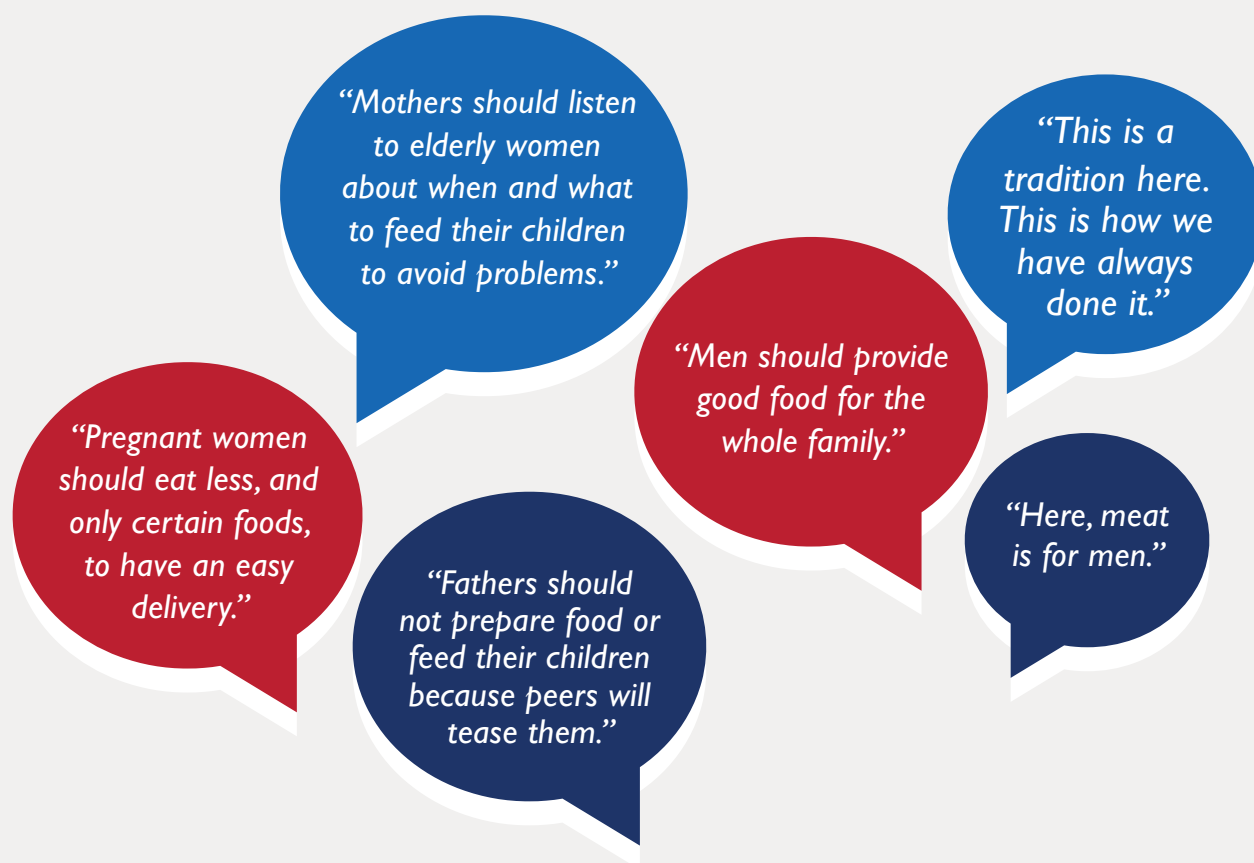 “Mothers should listen
to elderly women
about when and what
to feed their children
to avoid problems.”
“This is a
tradition here.
This is how we
have always
done it.”
“Men should provide
good food for the
whole family.”
“Pregnant women
should eat less, and
only certain foods,
to have an easy
delivery.”
“Fathers should
not prepare food or
feed their children
because peers will
tease them.”
“Here, meat
is for men.”